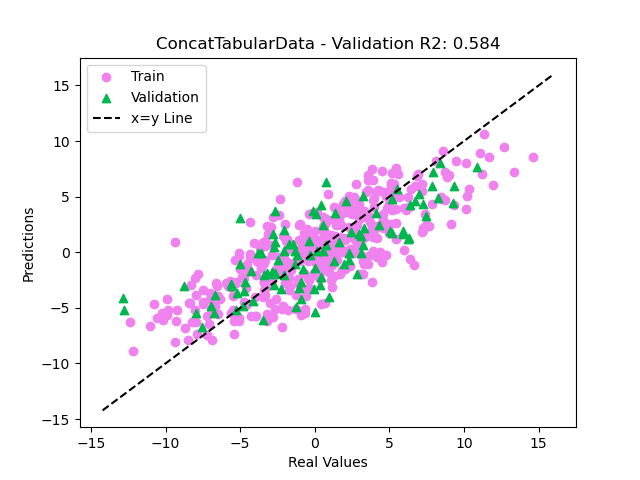 ConcatTabularData - Validation R2: 0.584
Train
Validation
x=y Line
15
10
5
0
−5
−10
−15
Predictions
−15
−10
−5
0
5
10
15
Real Values